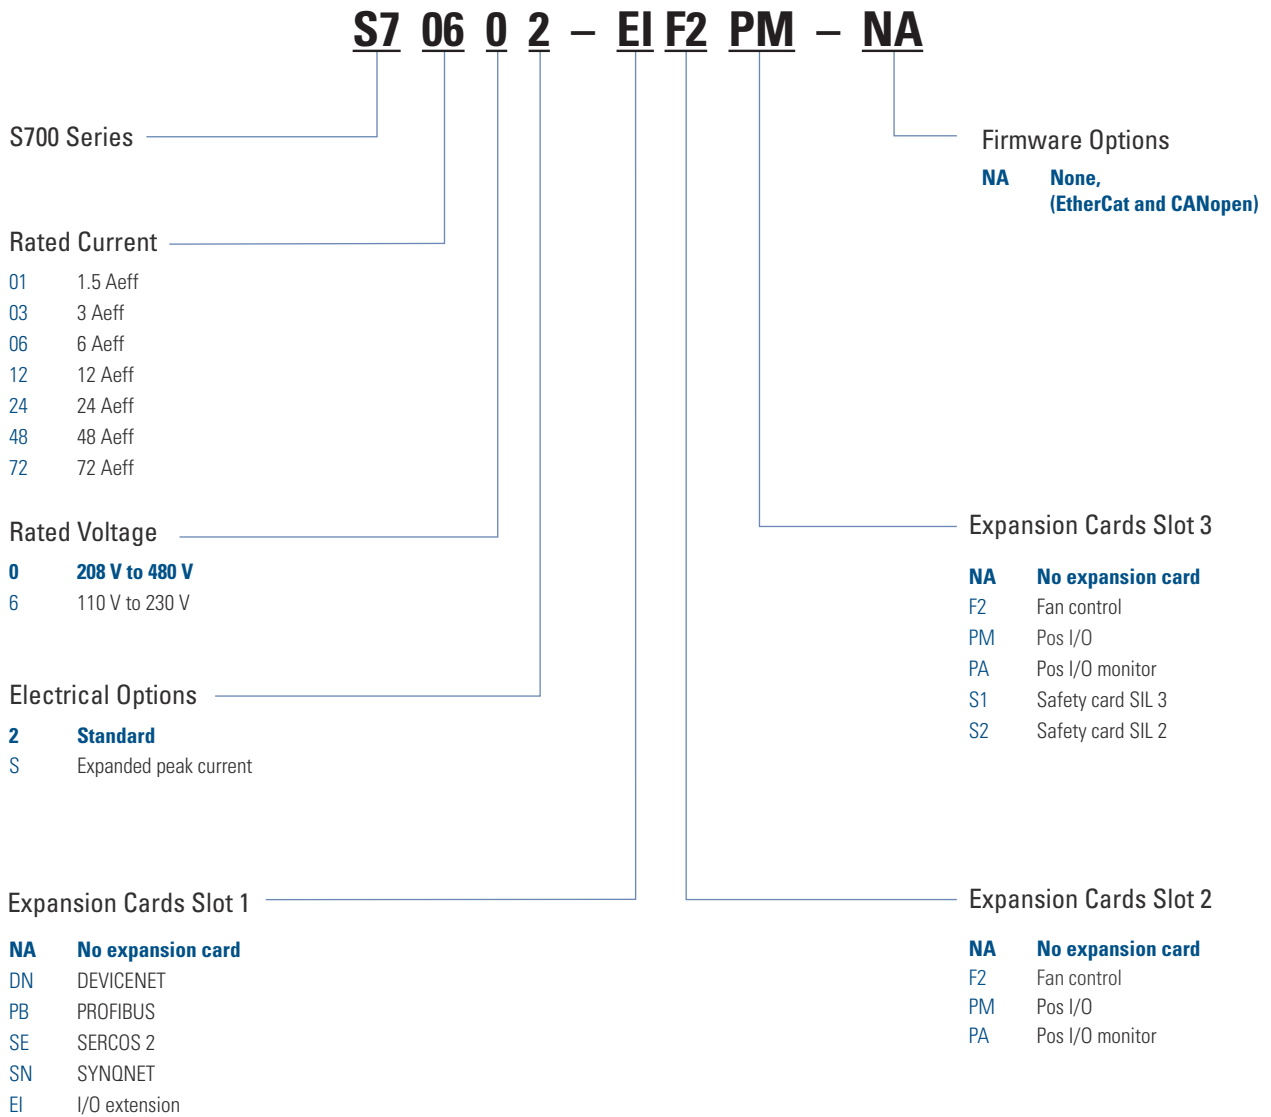 S7 06 0 2 – EI F2 PM – NA
S700 Series
Rated Current
01 1.5 Aeff
03 3 Aeff
06 6 Aeff
12 12 Aeff
24 24 Aeff
48 48 Aeff
72 72 Aeff
Rated Voltage
0 208 V to 480 V
6 110 V to 230 V
Electrical Options
2 Standard
S Expanded peak current
Expansion Cards Slot 1
NA No expansion card
DN DEVICENET
PB PROFIBUS
SE SERCOS 2
SN SYNQNET
EI I/O extension
Firmware Options
NA None,
(EtherCat and CANopen)
Expansion Cards Slot 3
NA No expansion card
F2 Fan control
PM Pos I/O
PA Pos I/O monitor
S1 Safety card SIL 3
S2 Safety card SIL 2
Expansion Cards Slot 2
NA No expansion card
F2 Fan control
PM Pos I/O
PA Pos I/O monitor